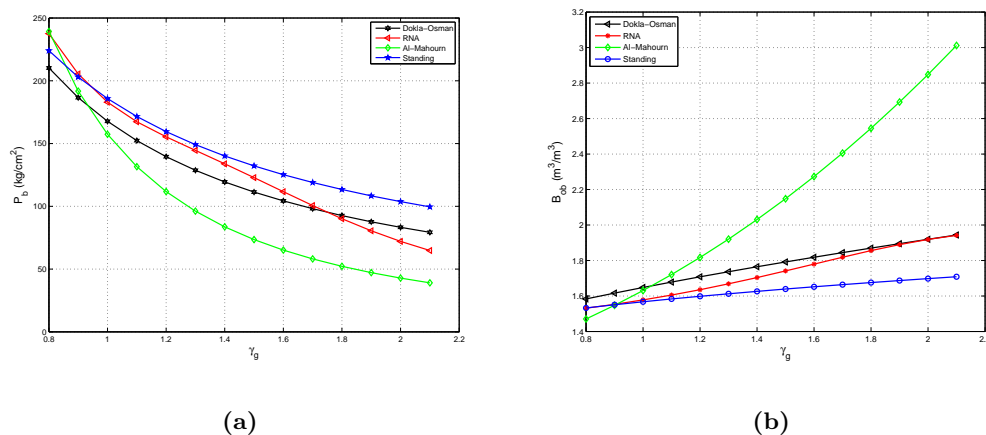 250
200
150
100
50
0
P_b (kg/cm²)
0.8 1 1.2 1.4 1.6 1.8 2 2.2
γ_g
Dokla−Osman
RNA
Al−Mahourn
Standing
(a)
3.2
3
2.8
2.6
2.4
2.2
2
1.8
1.6
1.4
B_ob (m³/m³)
0.8 1 1.2 1.4 1.6 1.8 2 2.
γ_g
Dokla−Osman
RNA
Al−Mahourn
Standing
(b)